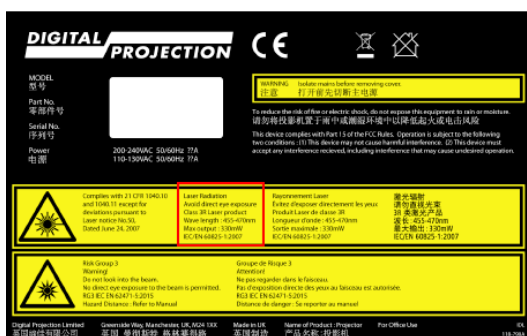 DIGITAL
PROJECTION
CE
MODEL
型号
Part No.
零部件号
Serial No.
序列号
Power
电源
200-240VAC 50/60Hz ??A
110-130VAC 50/60Hz ??A
WARNING. Isolate mains before removing cover.
注意 打开前先切断主电源
To reduce the risk of fire or electric shock, do not expose this equipment to rain or moisture.
请勿将投影机置于雨中或潮湿环境中以降低起火或电击风险
This device complies with Part 15 of the FCC Rules. Operation is subject to the following
two conditions : (1) This device may not cause harmful interference. (2) This device must
accept any interference recieved, including interference that may cause undesired operation.
Complies with 21 CFR 1040.10
and 1040.11 except for
deviations pursuant to
Laser notice No.50,
Dated June 24, 2007
Laser Radiation
Avoid direct eye exposure
Class 3R Laser product
Wave length : 455-470nm
Max output : 330mW
IEC/EN 60825-1:2007
Rayonnement Laser
Évitez d'exposer directement les yeux
Produit Laser de classe 3R
Longueur d'onde : 455-470nm
Sortie maximale : 330mW
IEC/EN 60825-1:2007
激光辐射
请勿直视光束
3R 类激光产品
波长: 455-470nm
最大输出: 330mW
IEC/EN 60825-1:2007
Risk Group 3
Warning!
Do not look into the beam.
No direct eye exposure to the beam is permitted.
RG3 IEC EN 62471-5:2015
Hazard Distance : Refer to Manual
Groupe de Risque 3
Attention!
Ne pas regarder dans le faisceau.
Pas d'exposition directe des yeux au faisceau est autorisée.
RG3 IEC EN 62471-5:2015
Distance de danger : Se reporter au manuel
Digital Projection Limited Greenside Way, Manchester, UK, M24 1XX Made in UK Name of Product : Projector For Office Use XX
英国 曼彻斯特 英国制造 产品名称: 投影机